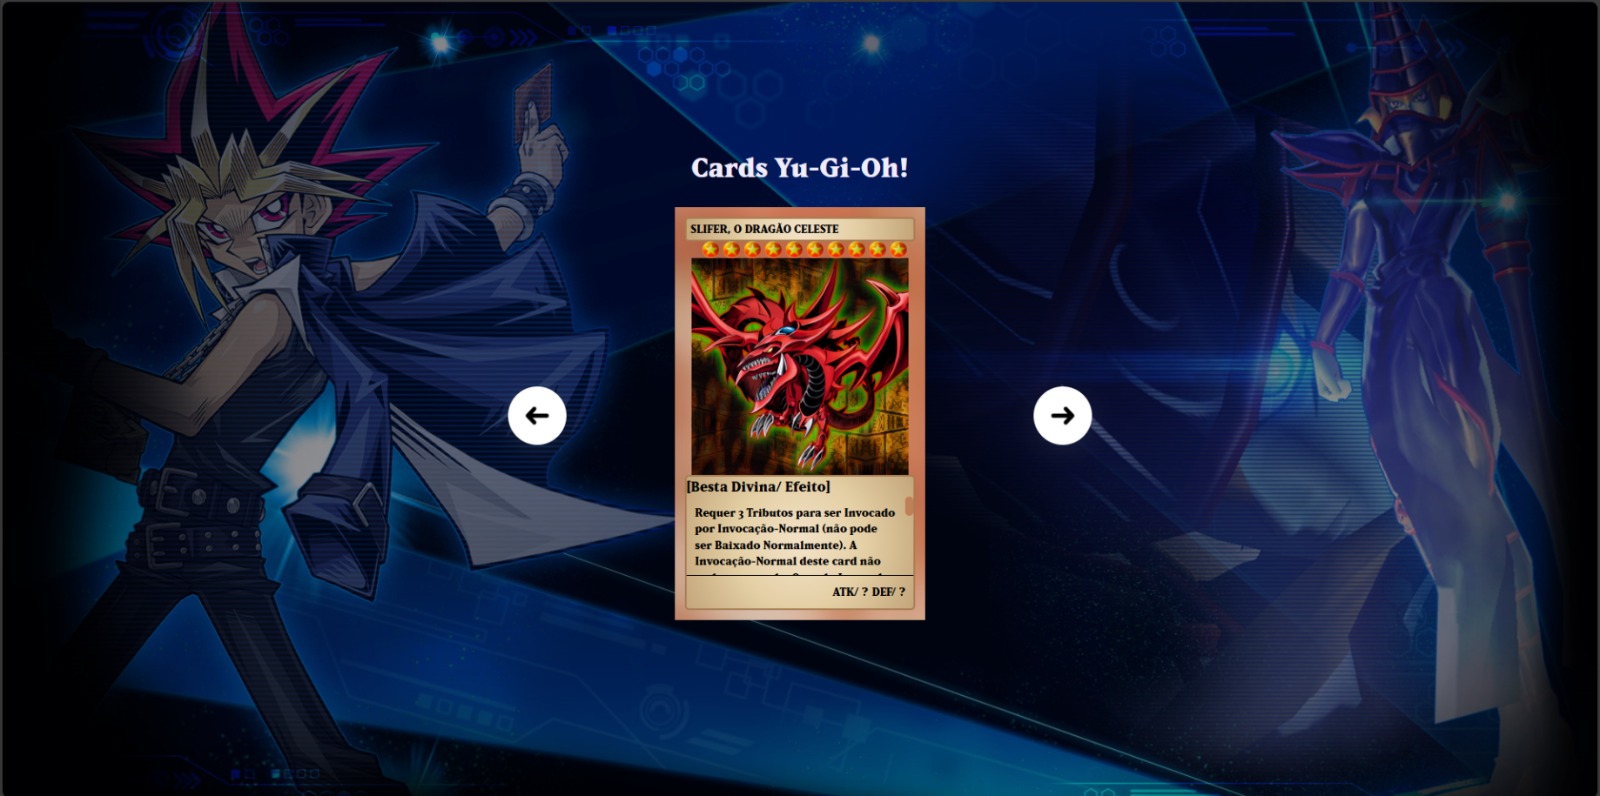 Cards Yu-Gi-Oh!
SLIFER, O DRAGÃO CELESTE
[Besta Divina/ Efeito]
Requer 3 Tributos para ser Invocado
por Invocação-Normal (não pode
ser Baixado Normalmente). A
Invocação-Normal deste card não
ATK/ ? DEF/ ?